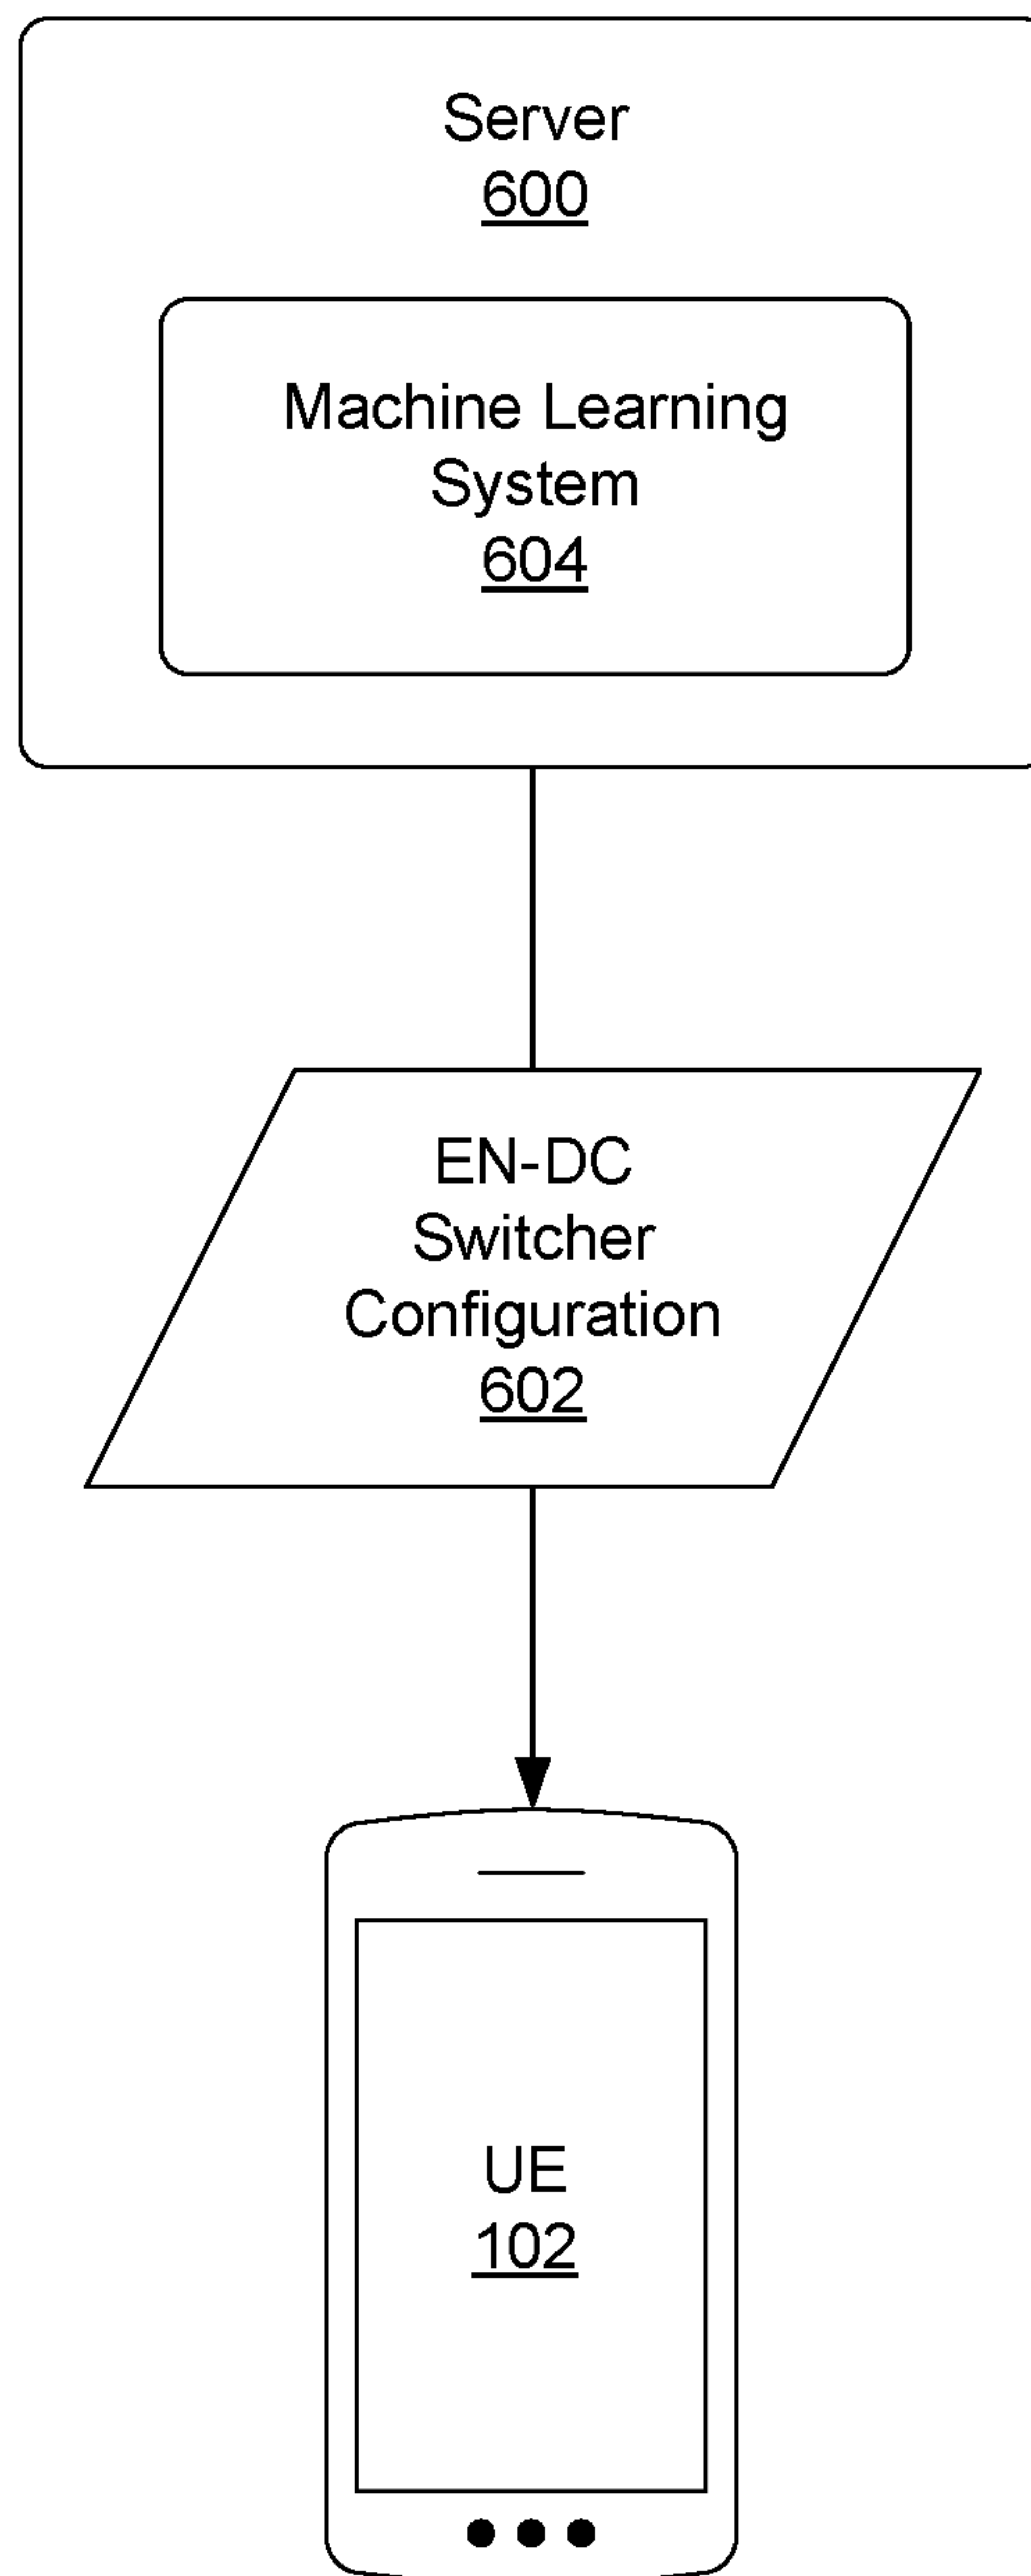 Server
600
Machine Learning
System
604
EN-DC
Switcher
Configuration
602
UE
102